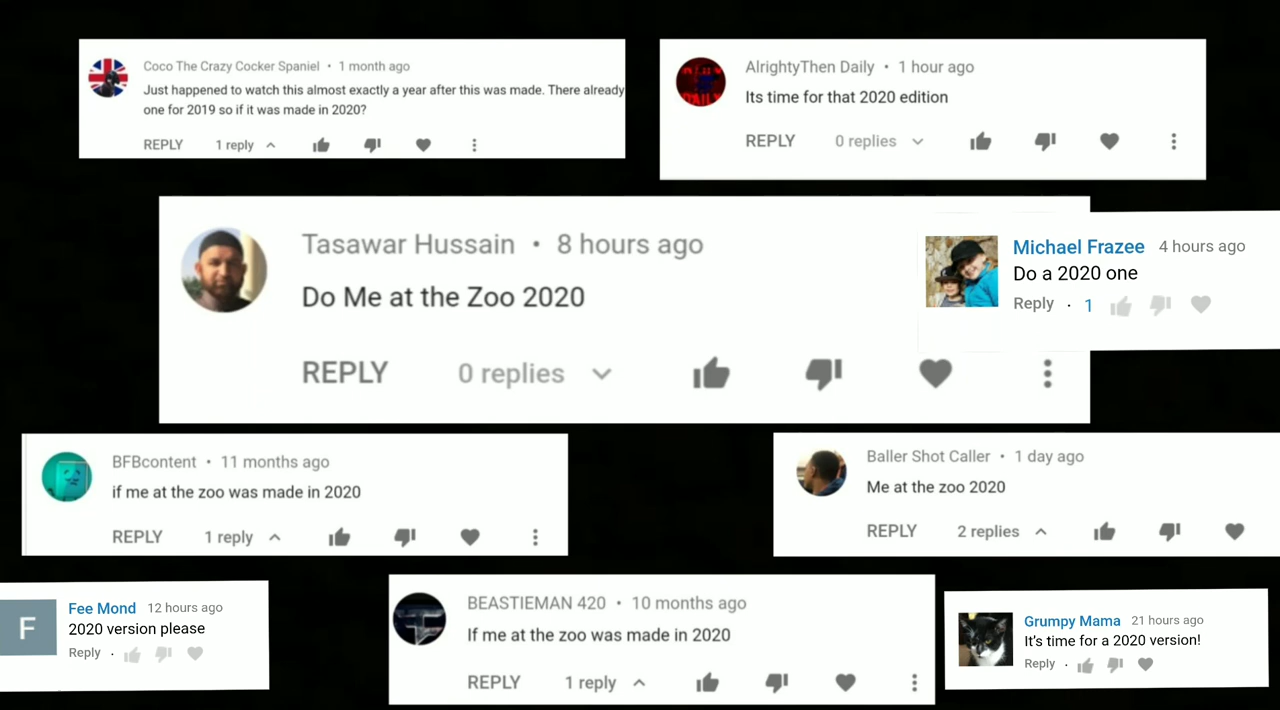 Coco The Crazy Cocker Spaniel • 1 month ago
Just happened to watch this almost exactly a year after this was made. There already
one for 2019 so if it was made in 2020?
REPLY 1 reply
AlrightyThen Daily • 1 hour ago
Its time for that 2020 edition
REPLY 0 replies
Tasawar Hussain • 8 hours ago
Do Me at the Zoo 2020
REPLY 0 replies
Michael Frazee 4 hours ago
Do a 2020 one
Reply · 1
BFBcontent • 11 months ago
if me at the zoo was made in 2020
REPLY 1 reply
Baller Shot Caller • 1 day ago
Me at the zoo 2020
REPLY 2 replies
F
Fee Mond 12 hours ago
2020 version please
Reply ·
BEASTIEMAN 420 • 10 months ago
If me at the zoo was made in 2020
REPLY 1 reply
Grumpy Mama 21 hours ago
It's time for a 2020 version!
Reply ·